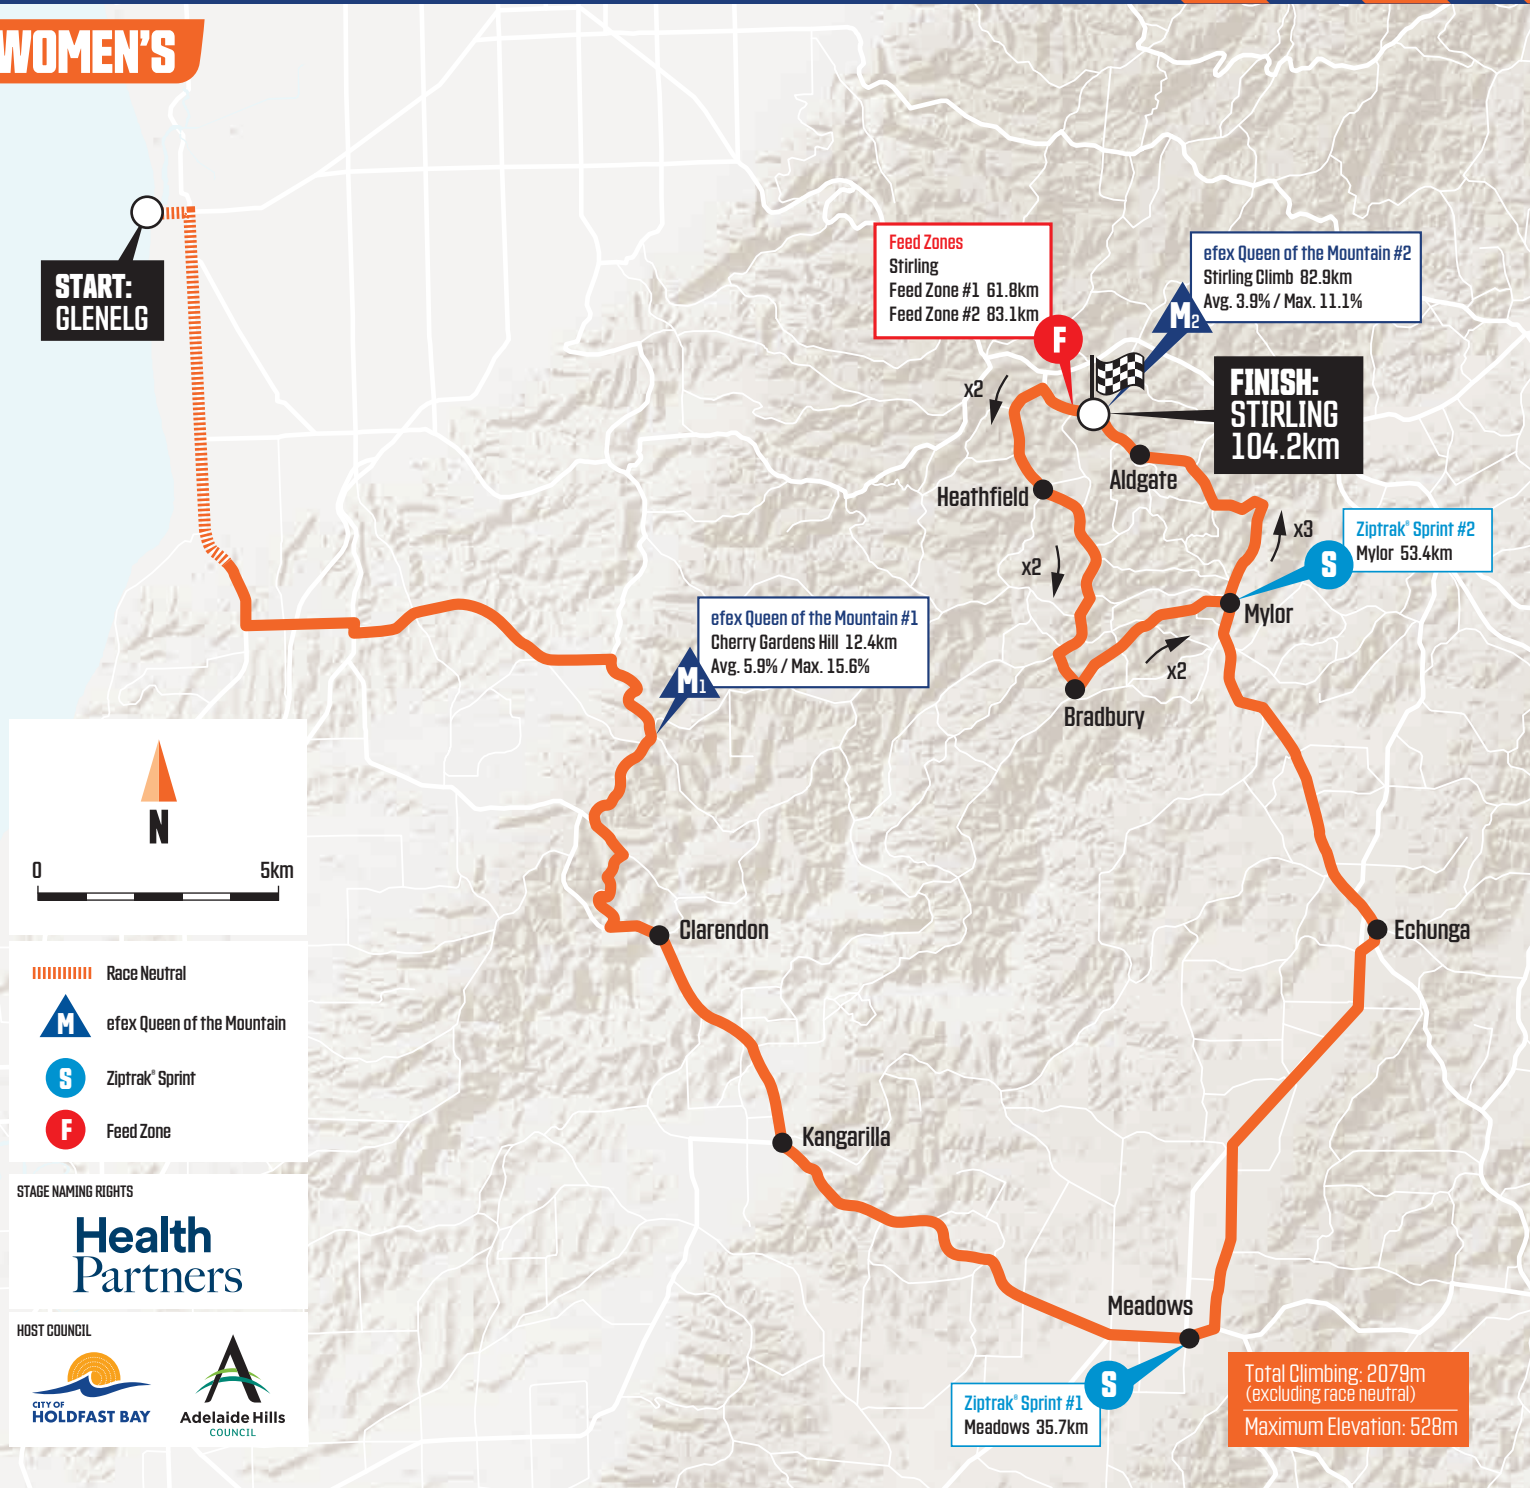 WOMEN'S
START:
GLENELG
Feed Zones
Stirling
Feed Zone #1 61.8km
Feed Zone #2 83.1km
F
efex Queen of the Mountain #2
Stirling Climb 82.9km
Avg. 3.9% / Max. 11.1%
M2
FINISH:
STIRLING
104.2km
x2
Aldgate
Heathfield
x3
Ziptrak® Sprint #2
Mylor 53.4km
S
x2
Mylor
efex Queen of the Mountain #1
Cherry Gardens Hill 12.4km
Avg. 5.9% / Max. 15.6%
M1
x2
Bradbury
N
0 5km
Clarendon
Echunga
Race Neutral
M efex Queen of the Mountain
S Ziptrak® Sprint
F Feed Zone
Kangarilla
STAGE NAMING RIGHTS
Health
Partners
Meadows
HOST COUNCIL
CITY OF
HOLDFAST BAY
Adelaide Hills
COUNCIL
S
Ziptrak® Sprint #1
Meadows 35.7km
Total Climbing: 2079m
(excluding race neutral)
Maximum Elevation: 528m